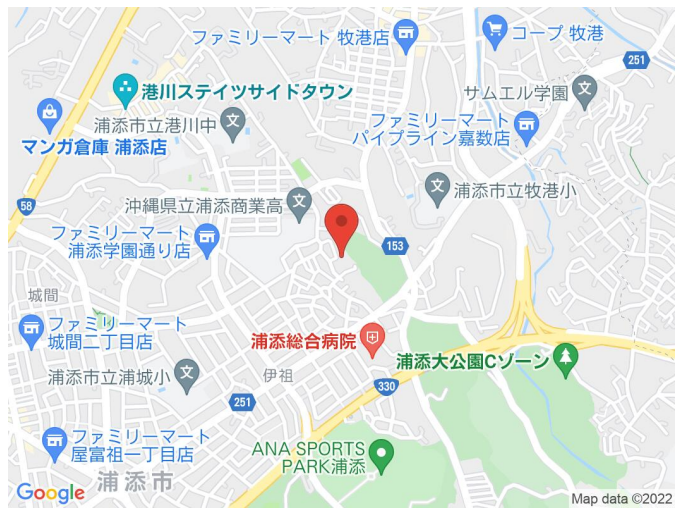 ファミリーマート 牧港店
コープ 牧港
251
サムエル学園
港川ステイツサイドタウン
浦添市立港川中
マンガ倉庫 浦添店
ファミリーマート
パイプライン嘉数店
浦添市立牧港小
沖縄県立浦添商業高
58
153
ファミリーマート
浦添学園通り店
城間
ファミリーマート
城間二丁目店
浦添総合病院
浦添大公園Cゾーン
浦添市立浦城小
伊祖
330
251
ファミリーマート
屋富祖一丁目店
ANA SPORTS
PARK浦添
浦添市
Google
Map data ©2022
文
文
文
文
文